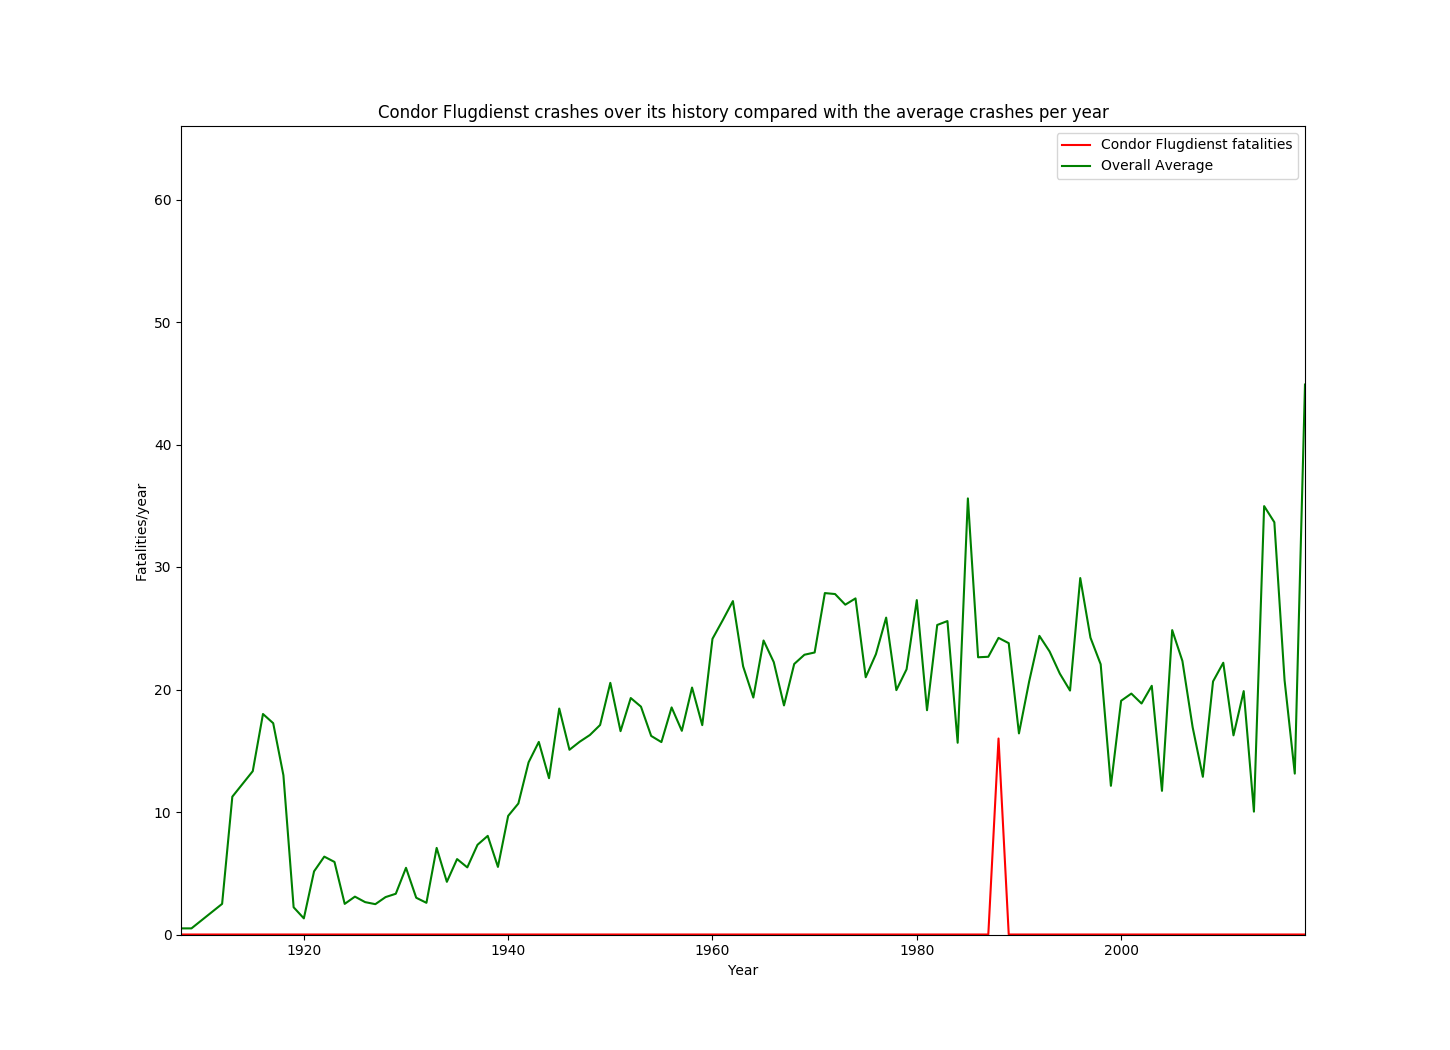 Condor Flugdienst crashes over its history compared with the average crashes per year
Condor Flugdienst fatalities
Overall Average
60
50
40
30
20
10
0
Fatalities/year
1920 1940 1960 1980 2000
Year